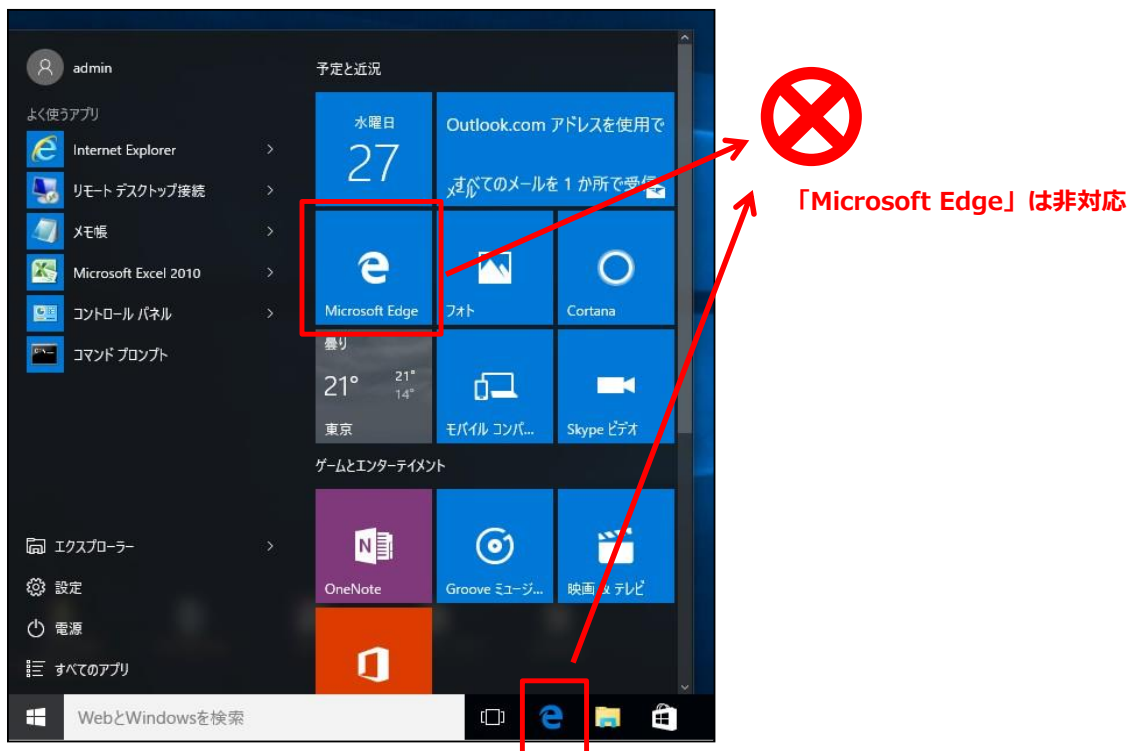 admin
よく使うアプリ
Internet Explorer
リモート デスクトップ接続
メモ帳
Microsoft Excel 2010
コントロール パネル
コマンド プロンプト
エクスプローラー
設定
電源
すべてのアプリ
WebとWindowsを検索
予定と近況
水曜日
27
Outlook.com アドレスを使用で
すべてのメールを 1 か所で受信
メール
Microsoft Edge
フォト
Cortana
曇り
21°
21°
14°
東京
モバイル コンパ...
Skype ビデオ
ゲームとエンターテイメント
OneNote
Groove ミュージ...
映画 & テレビ
「Microsoft Edge」は非対応